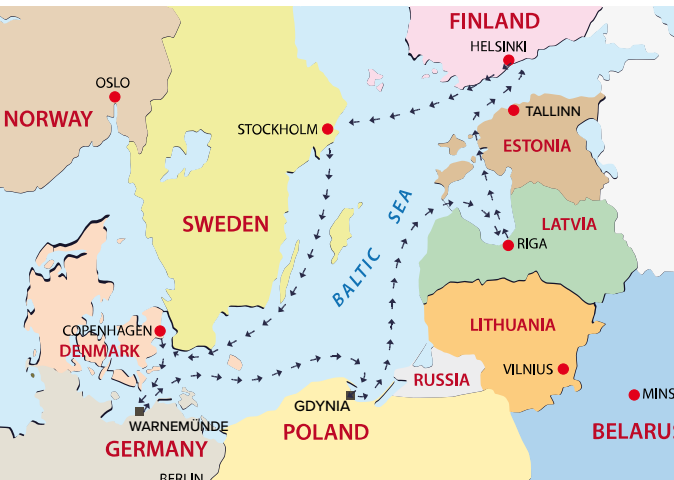 FINLAND
HELSINKI
OSLO
NORWAY
STOCKHOLM
TALLINN
ESTONIA
SWEDEN
BALTIC SEA
LATVIA
RIGA
COPENHAGEN
DENMARK
LITHUANIA
VILNIUS
RUSSIA
MINS
GDYNIA
WARNEMÜNDE
POLAND
BELARUS
GERMANY
BERLIN